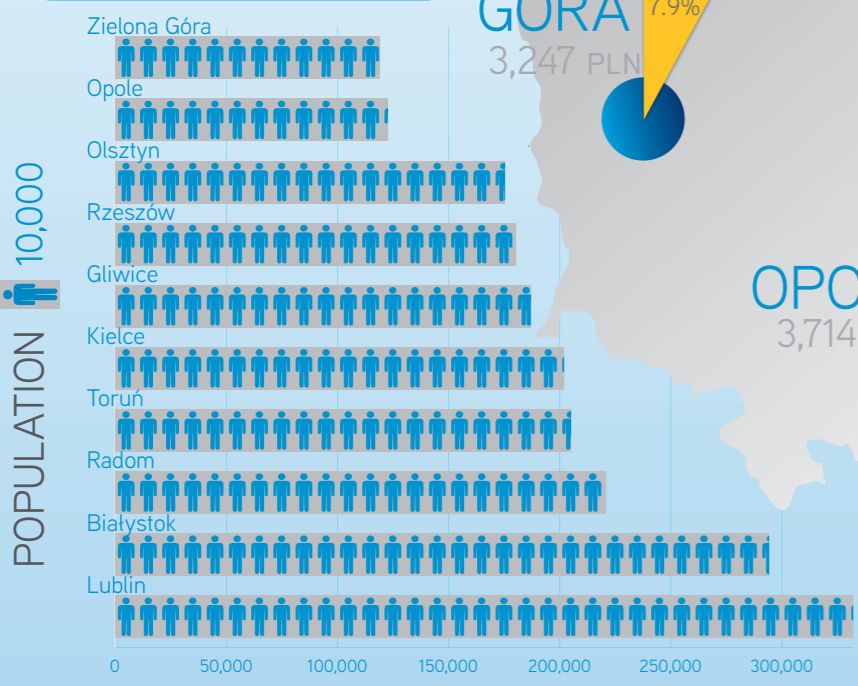 Zielona Góra
Opole
Olsztyn
Rzeszów
Gliwice
Kielce
Toruń
Radom
Białystok
Lublin
0 50,000 100,000 150,000 200,000 250,000 300,000
POPULATION 10,000
GÓRA
3,247 PLN
7.9%
OPO
3,714